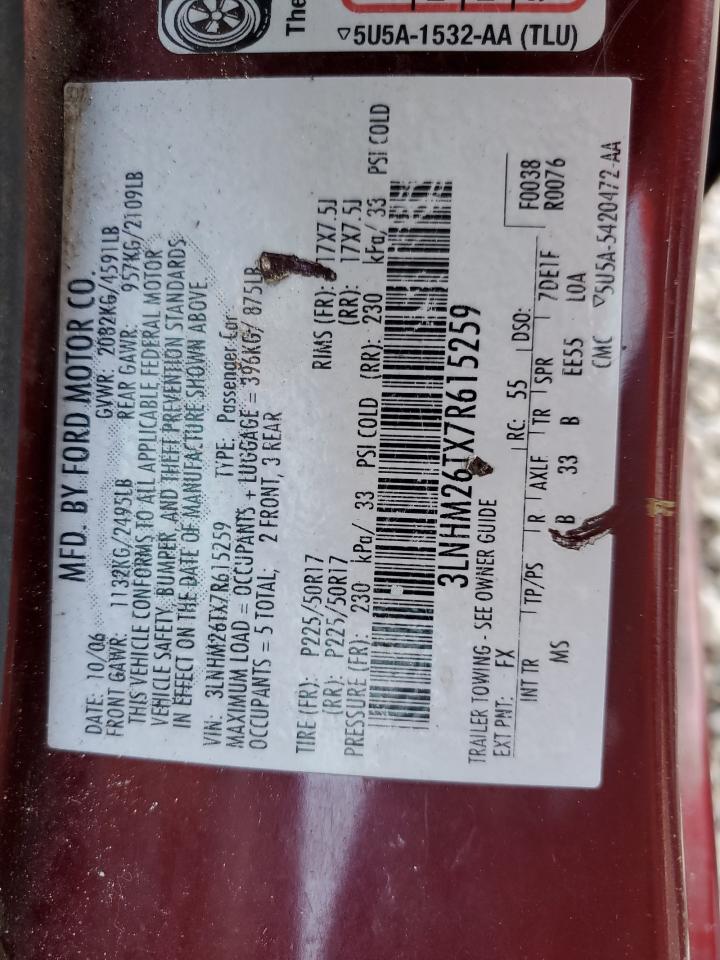 The
▽5U5A-1532-AA (TLU)
MFD. BY FORD MOTOR CO.
DATE: 10/06 GVWR: 2082KG/4591LB
FRONT GAWR: 1132KG/2495LB REAR GAWR: 957KG/2109LB
THIS VEHICLE CONFORMS TO ALL APPLICABLE FEDERAL MOTOR
VEHICLE SAFETY, BUMPER, AND THEFT PREVENTION STANDARDS
IN EFFECT ON THE DATE OF MANUFACTURE SHOWN ABOVE
VIN: 3LNHM26TX7R615259 TYPE: Passenger Car
MAXIMUM LOAD = OCCUPANTS + LUGGAGE = 396KG/ 875LB
OCCUPANTS = 5 TOTAL; 2 FRONT, 3 REAR
TIRE (FR): P225/50R17 RIMS (FR): 17X7.5J
(RR): P225/50R17 (RR): 17X7.5J
PRESSURE (FR): 230 kPa/ 33 PSI COLD (RR): 230 kPa/ 33 PSI COLD
3LNHM26TX7R615259
TRAILER TOWING - SEE OWNER GUIDE F0038
EXT PNT: FX RC: 55 DSO: R0076
INT TR TP/PS R AXLE TR SPR 7DE1F
MS B 33 B EE55 LOA
CMC ▽5U5A-5420472-AA